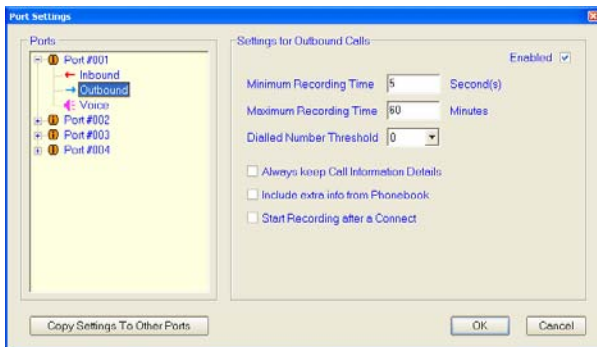 Port Settings
Ports
Port #001
Inbound
Outbound
Voice
Port #002
Port #003
Port #004
Copy Settings To Other Ports
Settings for Outbound Calls
Enabled
Minimum Recording Time 5 Second(s)
Maximum Recording Time 60 Minutes
Dialled Number Threshold 0
Always keep Call Information Details
Include extra info from Phonebook
Start Recording after a Connect
OK Cancel